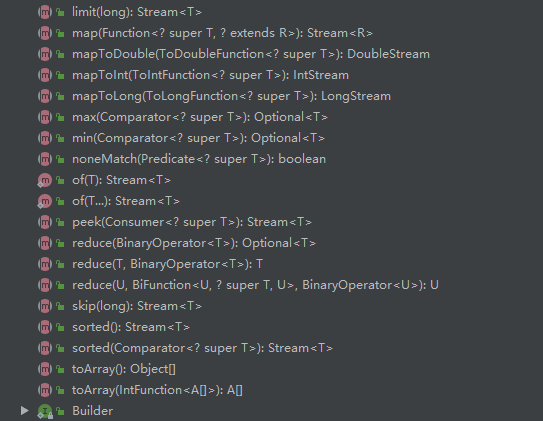 limit(long): Stream<T>
map(Function<? super T, ? extends R>): Stream<R>
mapToDouble(ToDoubleFunction<? super T>): DoubleStream
mapToInt(ToIntFunction<? super T>): IntStream
mapToLong(ToLongFunction<? super T>): LongStream
max(Comparator<? super T>): Optional<T>
min(Comparator<? super T>): Optional<T>
noneMatch(Predicate<? super T>): boolean
of(T): Stream<T>
of(T...): Stream<T>
peek(Consumer<? super T>): Stream<T>
reduce(BinaryOperator<T>): Optional<T>
reduce(T, BinaryOperator<T>): T
reduce(U, BiFunction<U, ? super T, U>, BinaryOperator<U>): U
skip(long): Stream<T>
sorted(): Stream<T>
sorted(Comparator<? super T>): Stream<T>
toArray(): Object[]
toArray(IntFunction<A[]>): A[]
Builder